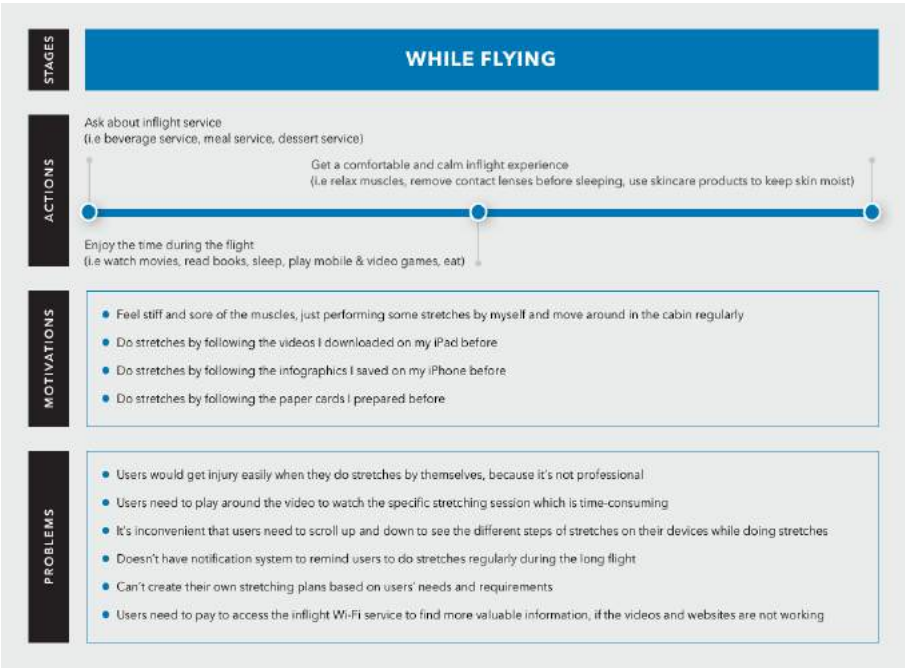 STAGES
WHILE FLYING
ACTIONS
Ask about inflight service
(i.e beverage service, meal service, dessert service)
Get a comfortable and calm inflight experience
(i.e relax muscles, remove contact lenses before sleeping, use skincare products to keep skin moist)
Enjoy the time during the flight
(i.e watch movies, read books, sleep, play mobile & video games, eat)
MOTIVATIONS
Feel stiff and sore of the muscles, just performing some stretches by myself and move around in the cabin regularly
Do stretches by following the videos I downloaded on my iPad before
Do stretches by following the infographics I saved on my iPhone before
Do stretches by following the paper cards I prepared before
PROBLEMS
Users would get injury easily when they do stretches by themselves, because it's not professional
Users need to play around the video to watch the specific stretching session which is time-consuming
It's inconvenient that users need to scroll up and down to see the different steps of stretches on their devices while doing stretches
Doesn't have notification system to remind users to do stretches regularly during the long flight
Can't create their own stretching plans based on users' needs and requirements
Users need to pay to access the inflight Wi-Fi service to find more valuable information, if the videos and websites are not working